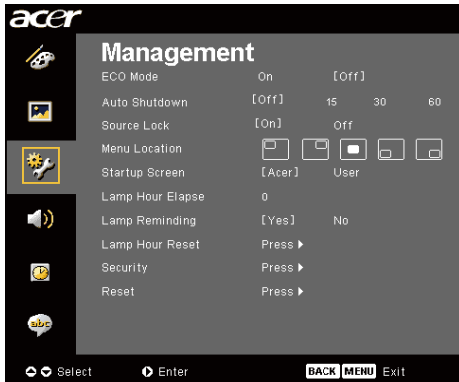 acer
Management
ECO Mode On [Off]
Auto Shutdown [Off] 15 30 60
Source Lock [On] Off
Menu Location
Startup Screen [Acer] User
Lamp Hour Elapse 0
Lamp Reminding [Yes] No
Lamp Hour Reset Press
Security Press
Reset Press
abc
Select Enter BACK MENU Exit